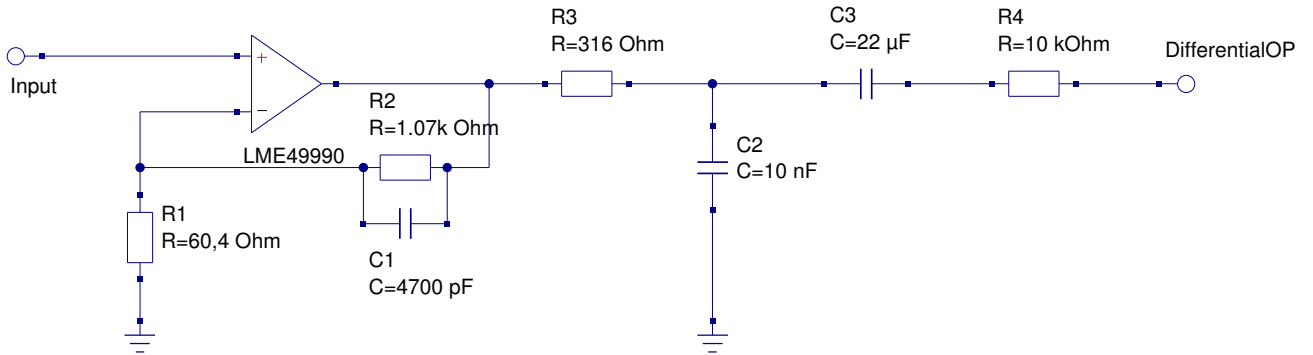 Input
+
−
LME49990
R1
R=60,4 Ohm
R2
R=1.07k Ohm
C1
C=4700 pF
R3
R=316 Ohm
C2
C=10 nF
C3
C=22 µF
R4
R=10 kOhm
DifferentialOP